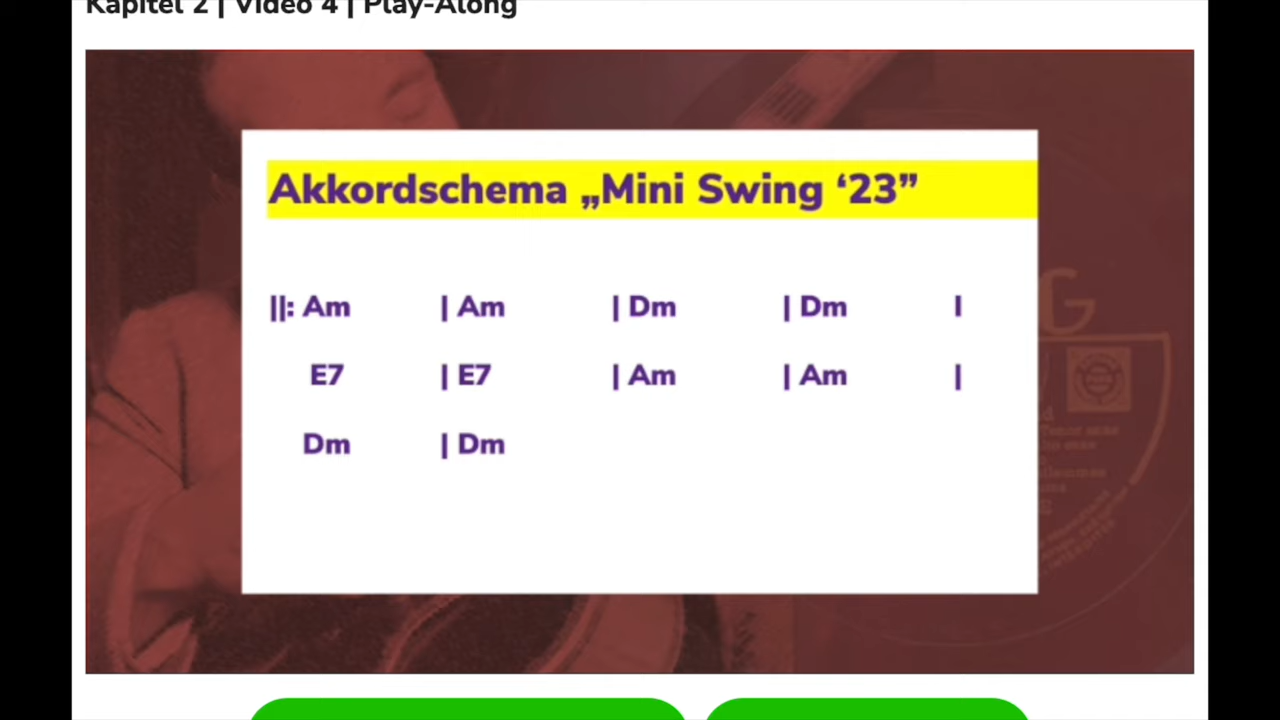 Kapitel 2 | Video 4 | Play-Along
Akkordschema „Mini Swing ‘23”
||: Am | Am | Dm | Dm I
E7 | E7 | Am | Am |
Dm | Dm
G